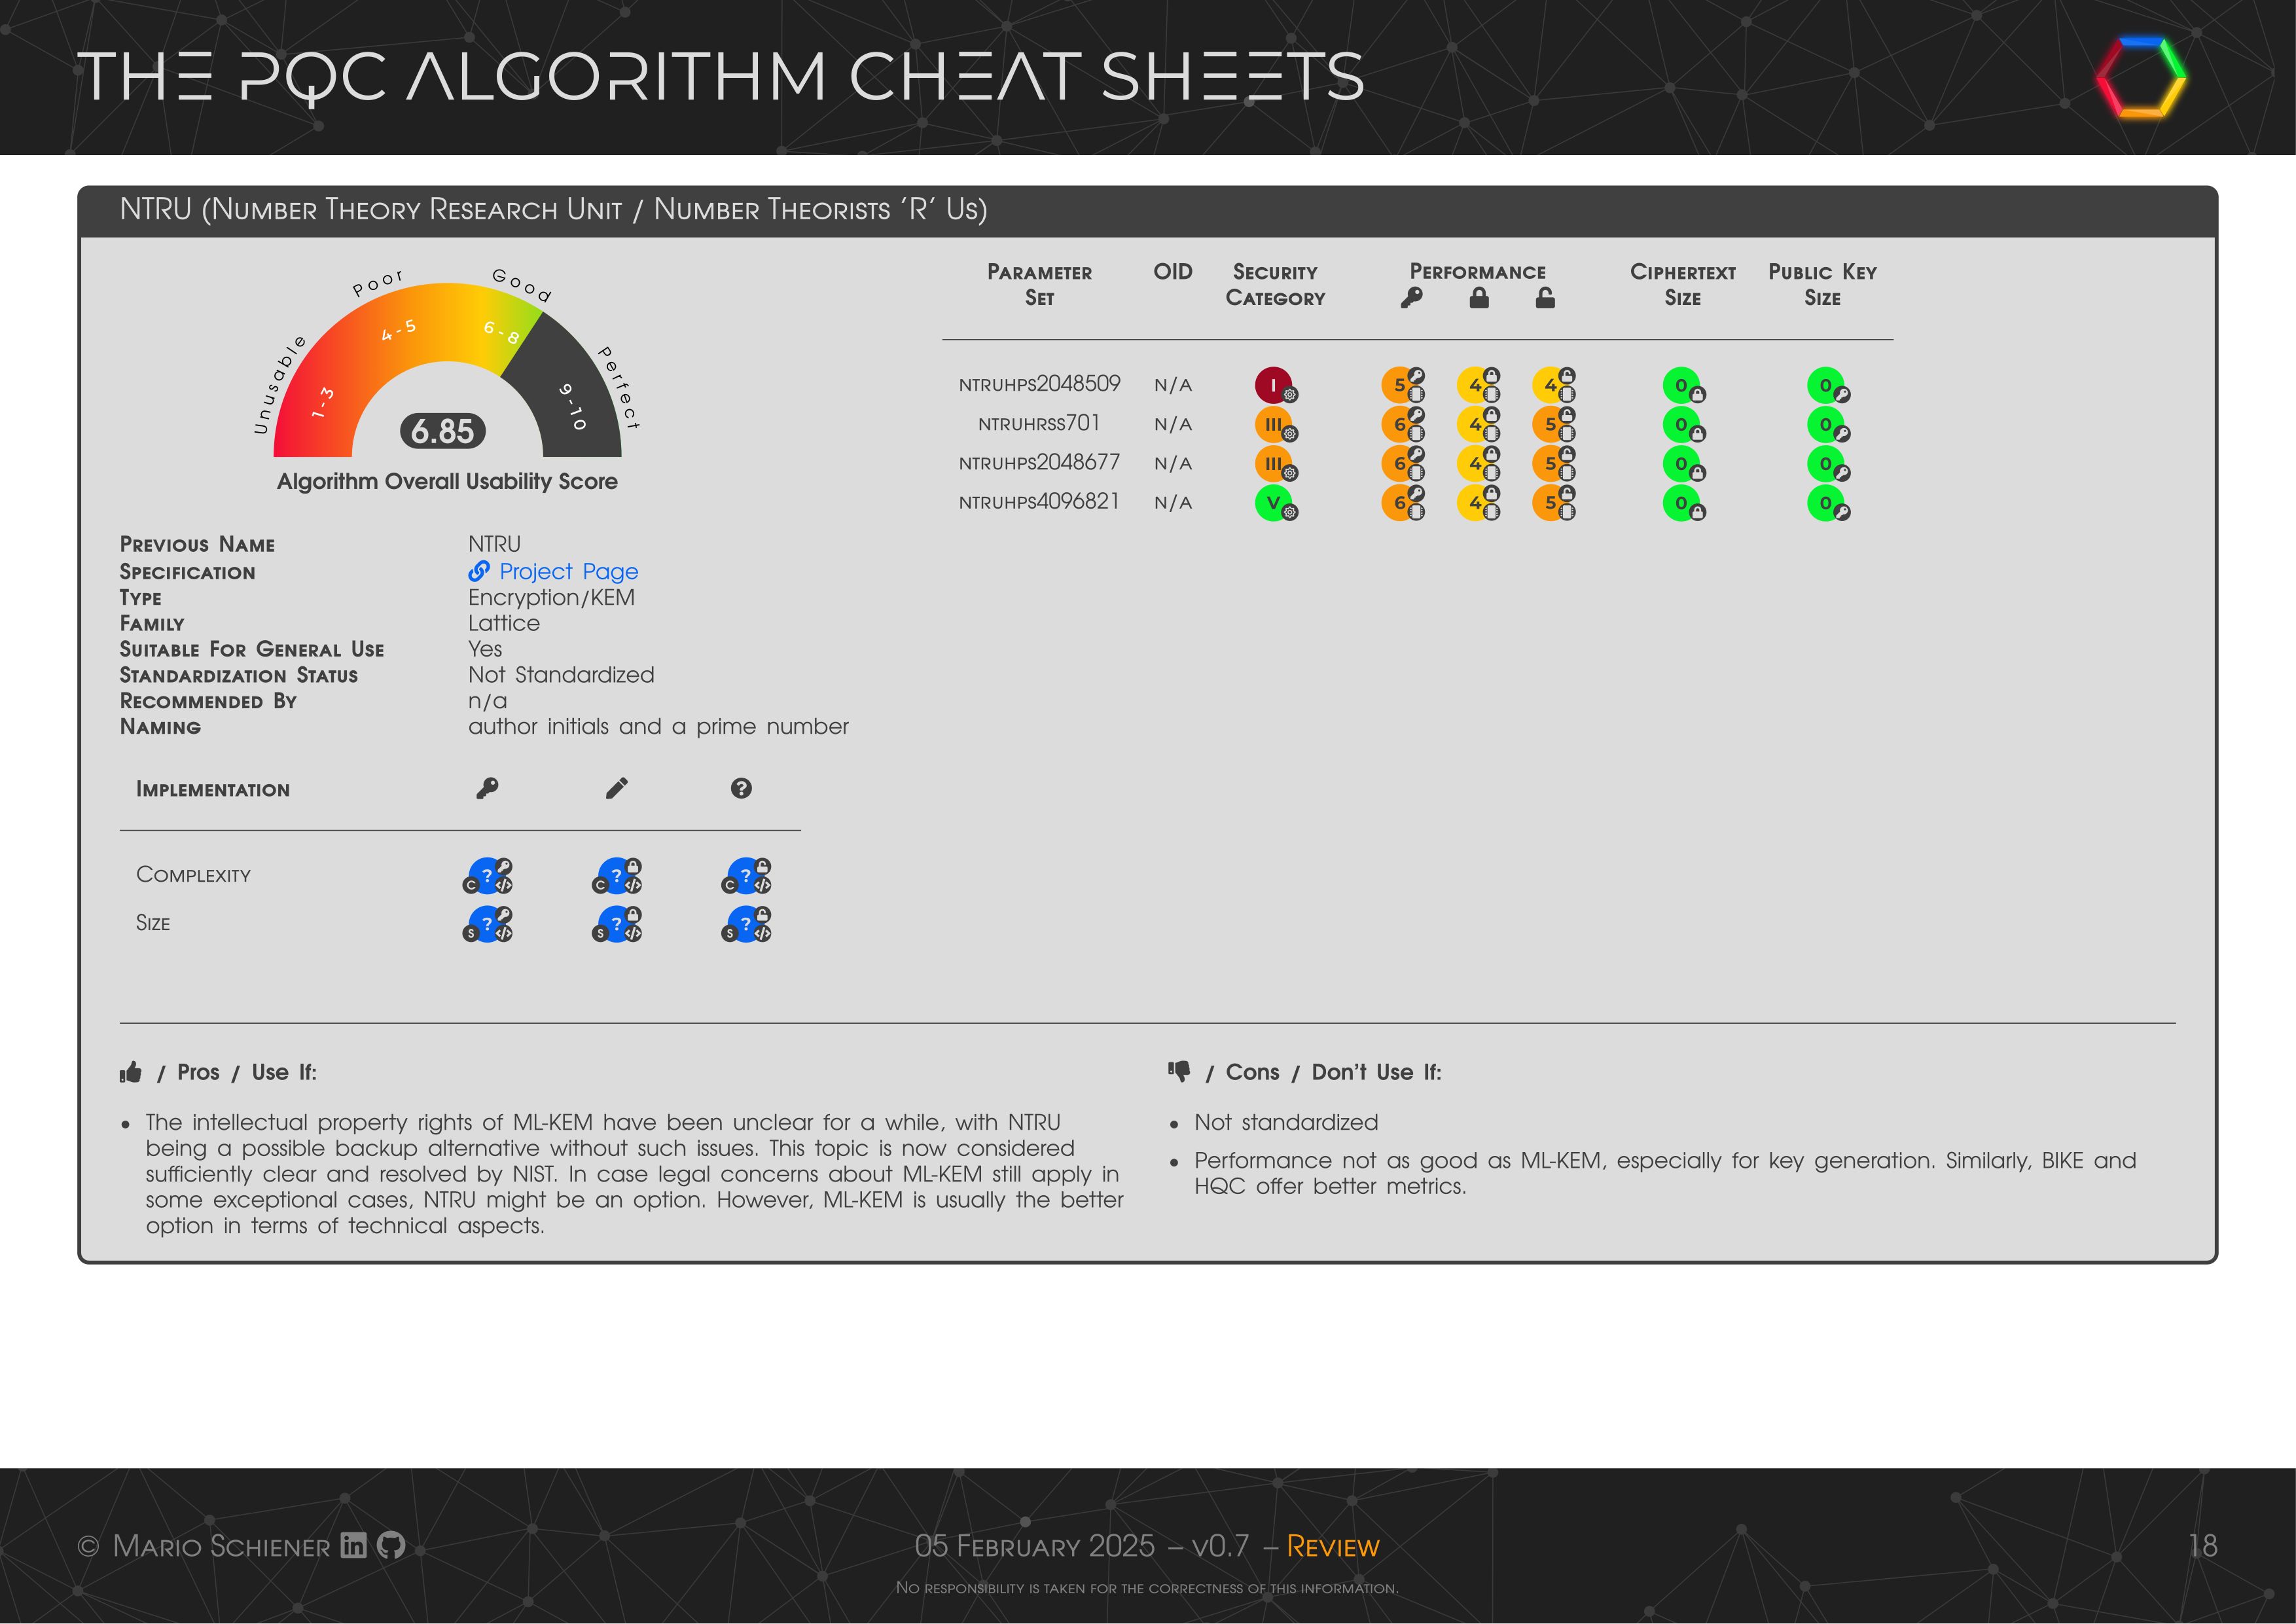 THE PQC ALGORITHM CHEAT SHEETS
NTRU (Number Theory Research Unit / Number Theorists 'R' Us)
Unusable Poor Good Perfect
1-3 4-5 6-8 9-10
6.85
Algorithm Overall Usability Score
Previous Name NTRU
Specification Project Page
Type Encryption/KEM
Family Lattice
Suitable For General Use Yes
Standardization Status Not Standardized
Recommended By n/a
Naming author initials and a prime number
Implementation ?
Complexity C ? </> C ? </> C ? </>
Size S ? </> S ? </> S ? </>
Parameter Set OID Security Category Performance Ciphertext Size Public Key Size
ntruhps2048509 N/A I 5 4 4 0 0
ntruhrss701 N/A III 6 4 5 0 0
ntruhps2048677 N/A III 6 4 5 0 0
ntruhps4096821 N/A V 6 4 5 0 0
/ Pros / Use If:
• The intellectual property rights of ML-KEM have been unclear for a while, with NTRU
being a possible backup alternative without such issues. This topic is now considered
sufficiently clear and resolved by NIST. In case legal concerns about ML-KEM still apply in
some exceptional cases, NTRU might be an option. However, ML-KEM is usually the better
option in terms of technical aspects.
/ Cons / Don't Use If:
• Not standardized
• Performance not as good as ML-KEM, especially for key generation. Similarly, BIKE and
HQC offer better metrics.
© Mario Schiener in
05 February 2025 – v0.7 – Review
No responsibility is taken for the correctness of this information.
18